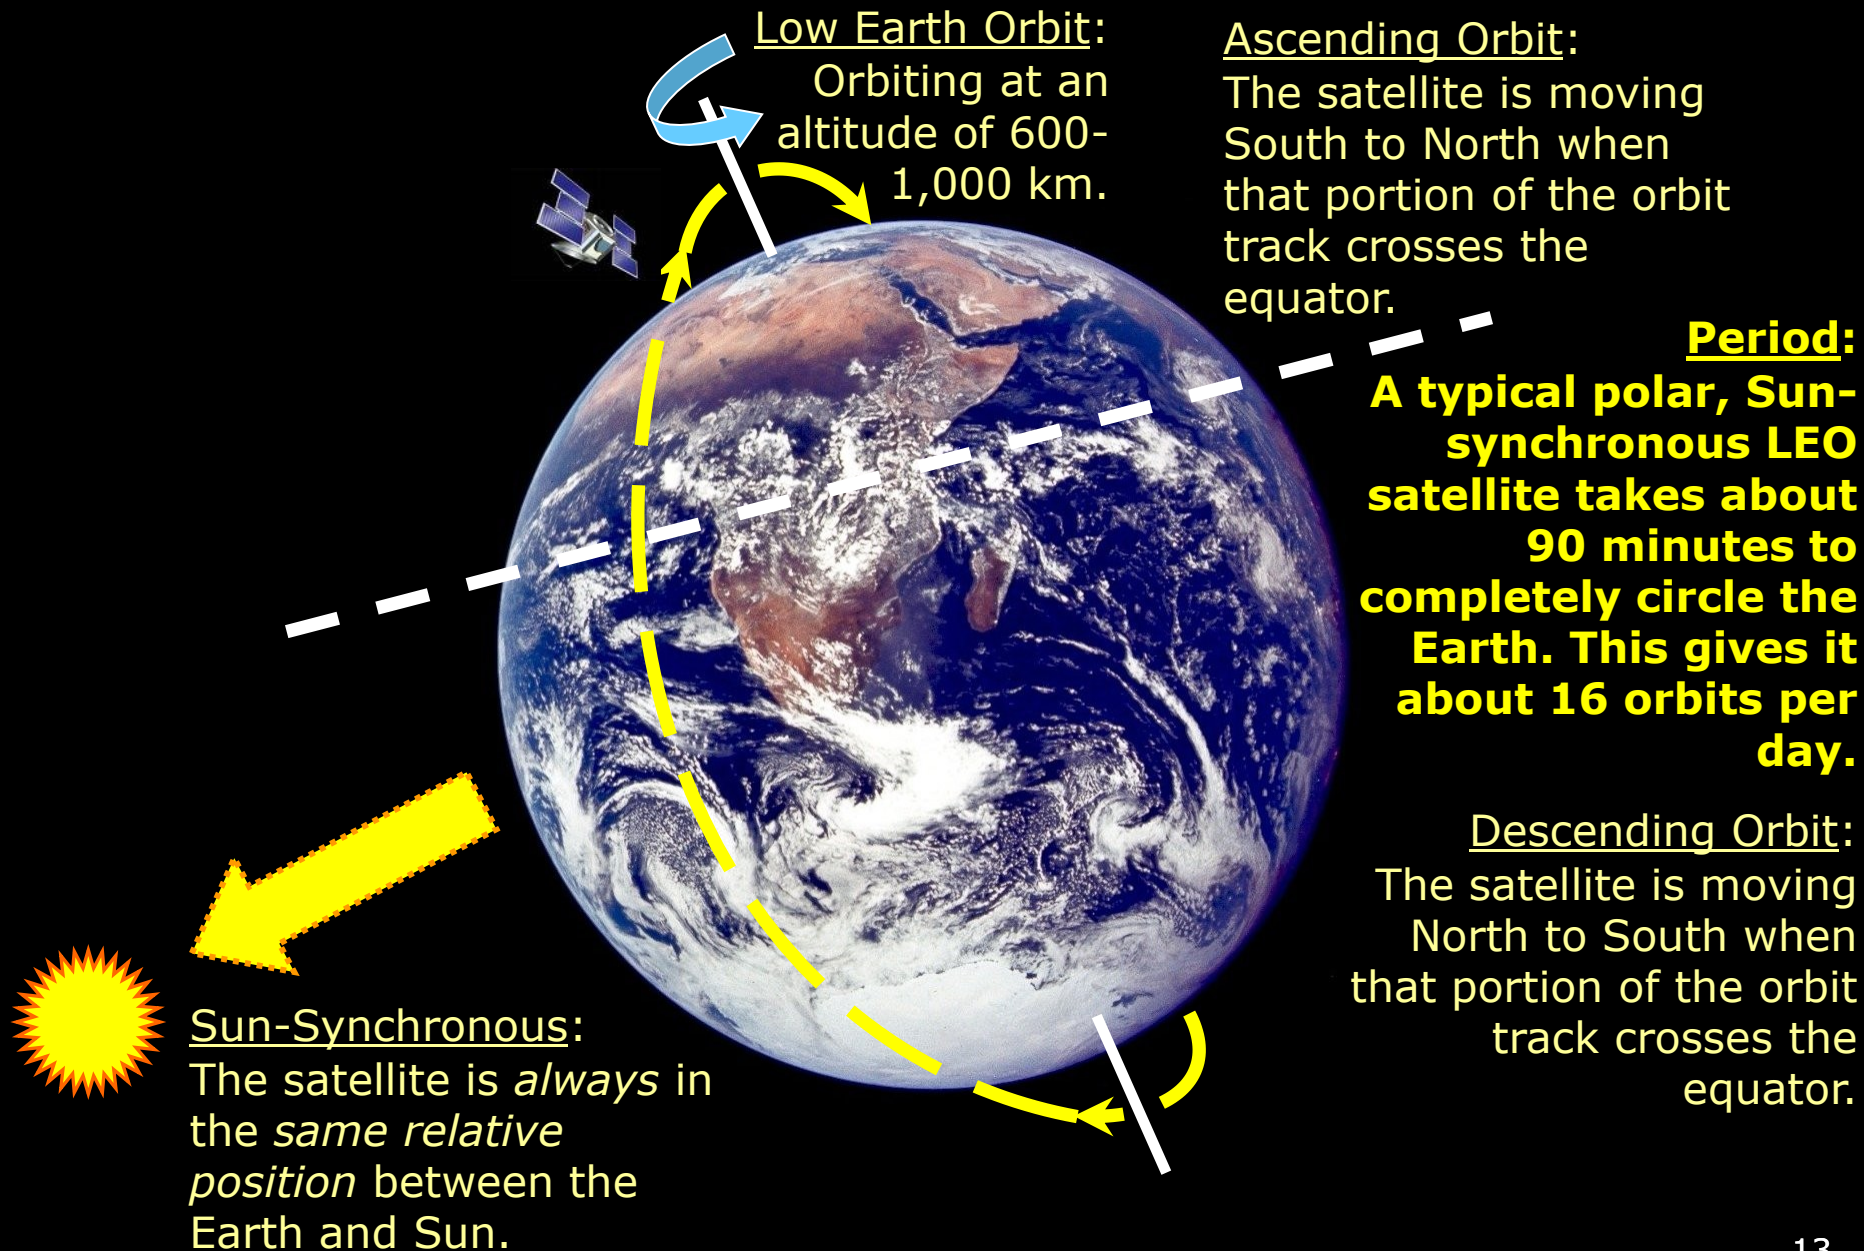 Low Earth Orbit:
Orbiting at an
altitude of 600-
1,000 km.
Ascending Orbit:
The satellite is moving
South to North when
that portion of the orbit
track crosses the
equator.
Period:
A typical polar, Sun-
synchronous LEO
satellite takes about
90 minutes to
completely circle the
Earth. This gives it
about 16 orbits per
day.
Descending Orbit:
The satellite is moving
North to South when
that portion of the orbit
track crosses the
equator.
Sun-Synchronous:
The satellite is always in
the same relative
position between the
Earth and Sun.
13